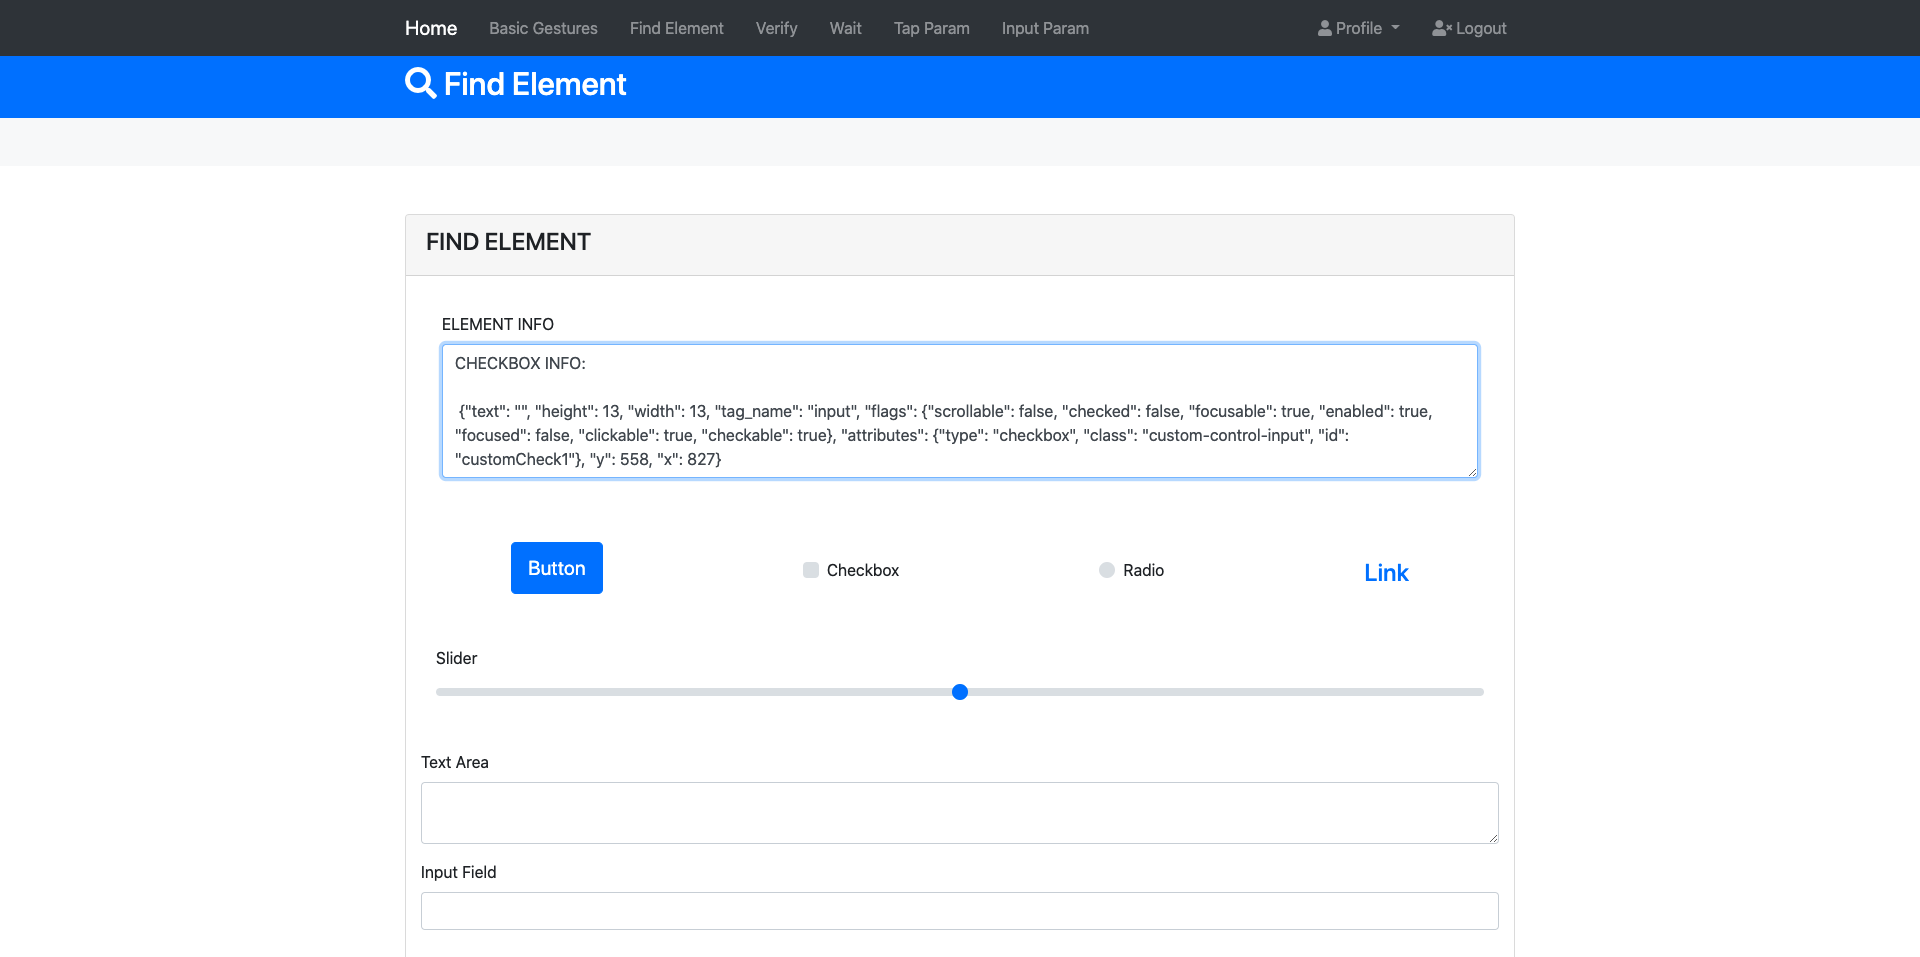 Home Basic Gestures Find Element Verify Wait Tap Param Input Param Profile Logout
Find Element
FIND ELEMENT
ELEMENT INFO
CHECKBOX INFO:
{"text": "", "height": 13, "width": 13, "tag_name": "input", "flags": {"scrollable": false, "checked": false, "focusable": true, "enabled": true,
"focused": false, "clickable": true, "checkable": true}, "attributes": {"type": "checkbox", "class": "custom-control-input", "id":
"customCheck1"}, "y": 558, "x": 827}
Button Checkbox Radio Link
Slider
Text Area
Input Field